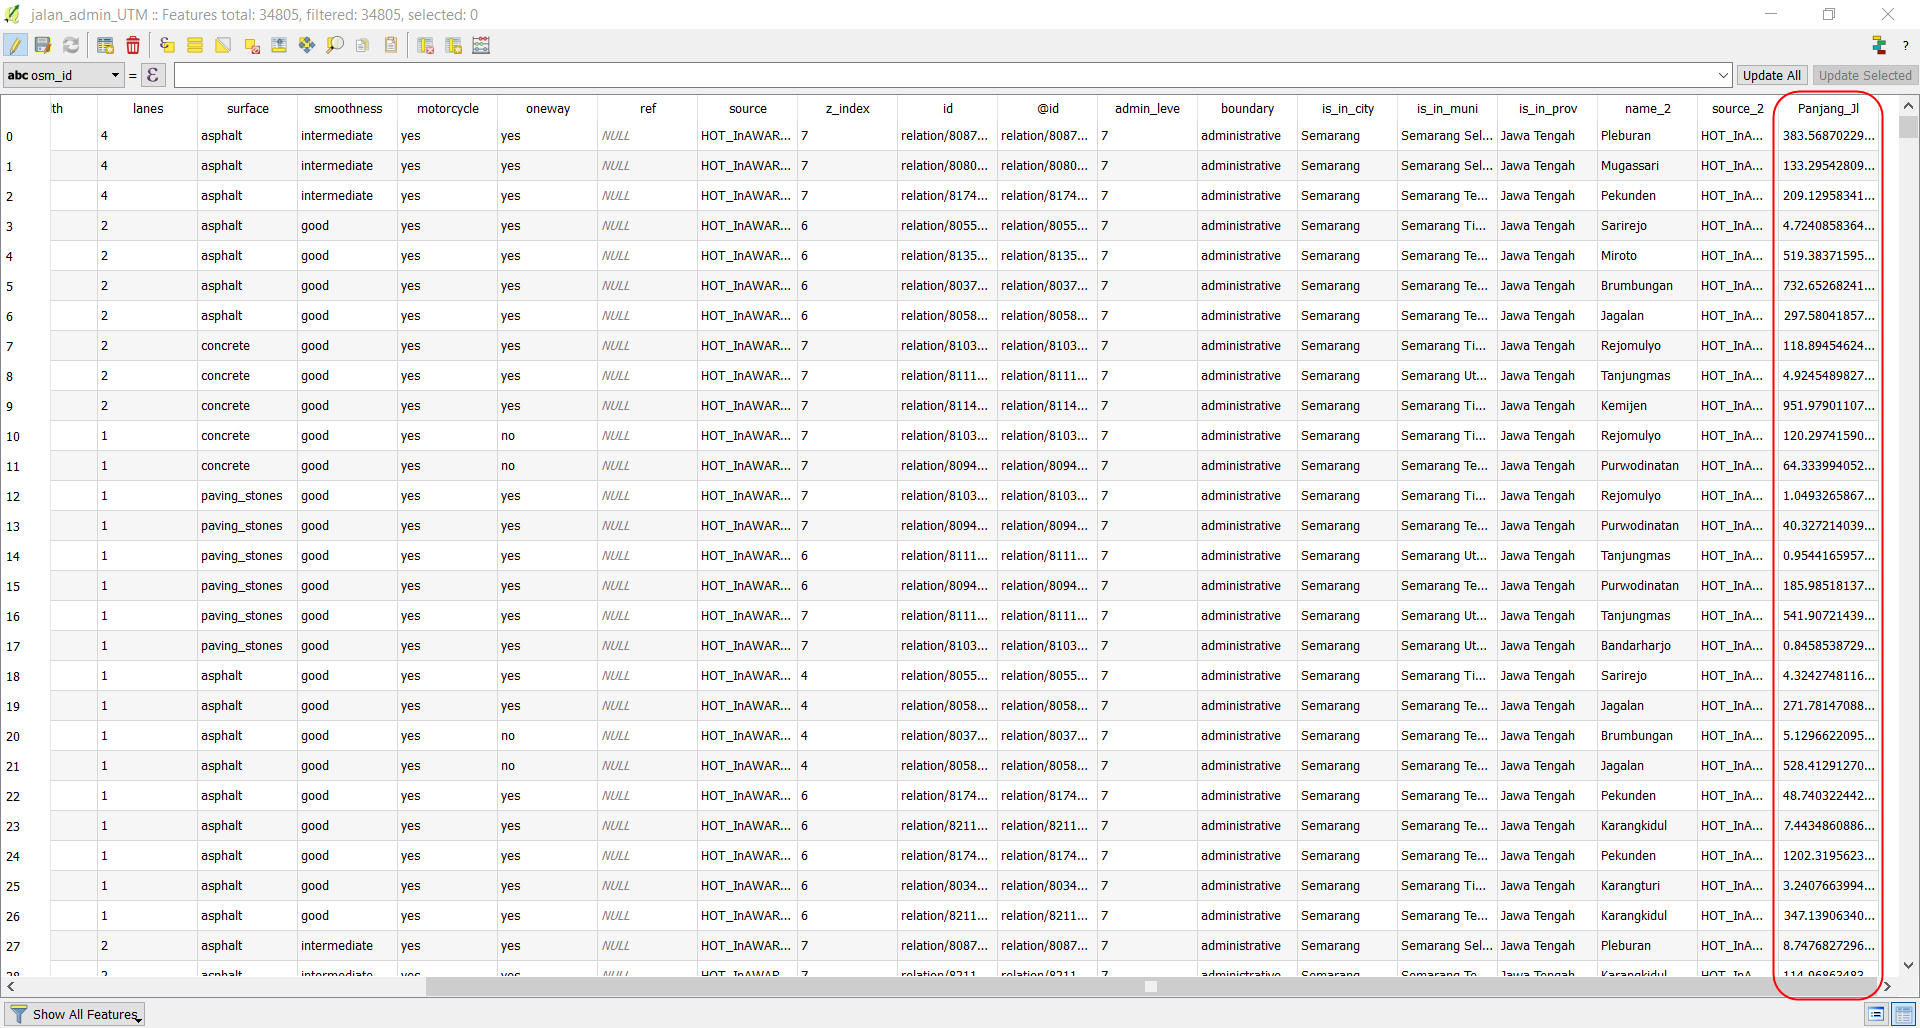 jalan_admin_UTM :: Features total: 34805, filtered: 34805, selected: 0
abc osm_id = ε Update All Update Selected
th lanes surface smoothness motorcycle oneway ref source z_index id @id admin_leve boundary is_in_city is_in_muni is_in_prov name_2 source_2 Panjang_Jl
0 4 asphalt intermediate yes yes NULL HOT_InAWAR... 7 relation/8087... relation/8087... 7 administrative Semarang Semarang Sel... Jawa Tengah Pleburan HOT_InA... 383.56870229...
1 4 asphalt intermediate yes yes NULL HOT_InAWAR... 7 relation/8080... relation/8080... 7 administrative Semarang Semarang Sel... Jawa Tengah Mugassari HOT_InA... 133.29542809...
2 4 asphalt intermediate yes yes NULL HOT_InAWAR... 7 relation/8174... relation/8174... 7 administrative Semarang Semarang Te... Jawa Tengah Pekunden HOT_InA... 209.12958341...
3 2 asphalt good yes yes NULL HOT_InAWAR... 6 relation/8055... relation/8055... 7 administrative Semarang Semarang Ti... Jawa Tengah Sarirejo HOT_InA... 4.7240858364...
4 2 asphalt good yes yes NULL HOT_InAWAR... 6 relation/8135... relation/8135... 7 administrative Semarang Semarang Te... Jawa Tengah Miroto HOT_InA... 519.38371595...
5 2 asphalt good yes yes NULL HOT_InAWAR... 6 relation/8037... relation/8037... 7 administrative Semarang Semarang Te... Jawa Tengah Brumbungan HOT_InA... 732.65268241...
6 2 asphalt good yes yes NULL HOT_InAWAR... 6 relation/8058... relation/8058... 7 administrative Semarang Semarang Te... Jawa Tengah Jagalan HOT_InA... 297.58041857...
7 2 concrete good yes yes NULL HOT_InAWAR... 7 relation/8103... relation/8103... 7 administrative Semarang Semarang Ti... Jawa Tengah Rejomulyo HOT_InA... 118.89454624...
8 2 concrete good yes yes NULL HOT_InAWAR... 7 relation/8111... relation/8111... 7 administrative Semarang Semarang Ut... Jawa Tengah Tanjungmas HOT_InA... 4.9245489827...
9 2 concrete good yes yes NULL HOT_InAWAR... 7 relation/8114... relation/8114... 7 administrative Semarang Semarang Ti... Jawa Tengah Kemijen HOT_InA... 951.97901107...
10 1 concrete good yes no NULL HOT_InAWAR... 7 relation/8103... relation/8103... 7 administrative Semarang Semarang Ti... Jawa Tengah Rejomulyo HOT_InA... 120.29741590...
11 1 concrete good yes no NULL HOT_InAWAR... 7 relation/8094... relation/8094... 7 administrative Semarang Semarang Te... Jawa Tengah Purwodinatan HOT_InA... 64.333994052...
12 1 paving_stones good yes yes NULL HOT_InAWAR... 7 relation/8103... relation/8103... 7 administrative Semarang Semarang Ti... Jawa Tengah Rejomulyo HOT_InA... 1.0493265867...
13 1 paving_stones good yes yes NULL HOT_InAWAR... 7 relation/8094... relation/8094... 7 administrative Semarang Semarang Te... Jawa Tengah Purwodinatan HOT_InA... 40.327214039...
14 1 paving_stones good yes yes NULL HOT_InAWAR... 6 relation/8111... relation/8111... 7 administrative Semarang Semarang Ut... Jawa Tengah Tanjungmas HOT_InA... 0.9544165957...
15 1 paving_stones good yes yes NULL HOT_InAWAR... 6 relation/8094... relation/8094... 7 administrative Semarang Semarang Te... Jawa Tengah Purwodinatan HOT_InA... 185.98518137...
16 1 paving_stones good yes yes NULL HOT_InAWAR... 7 relation/8111... relation/8111... 7 administrative Semarang Semarang Ut... Jawa Tengah Tanjungmas HOT_InA... 541.90721439...
17 1 paving_stones good yes yes NULL HOT_InAWAR... 7 relation/8103... relation/8103... 7 administrative Semarang Semarang Ut... Jawa Tengah Bandarharjo HOT_InA... 0.8458538729...
18 1 asphalt good yes yes NULL HOT_InAWAR... 4 relation/8055... relation/8055... 7 administrative Semarang Semarang Ti... Jawa Tengah Sarirejo HOT_InA... 4.3242748116...
19 1 asphalt good yes yes NULL HOT_InAWAR... 4 relation/8058... relation/8058... 7 administrative Semarang Semarang Te... Jawa Tengah Jagalan HOT_InA... 271.78147088...
20 1 asphalt good yes no NULL HOT_InAWAR... 4 relation/8037... relation/8037... 7 administrative Semarang Semarang Te... Jawa Tengah Brumbungan HOT_InA... 5.1296622095...
21 1 asphalt good yes no NULL HOT_InAWAR... 4 relation/8058... relation/8058... 7 administrative Semarang Semarang Te... Jawa Tengah Jagalan HOT_InA... 528.41291270...
22 1 asphalt good yes yes NULL HOT_InAWAR... 6 relation/8174... relation/8174... 7 administrative Semarang Semarang Te... Jawa Tengah Pekunden HOT_InA... 48.740322442...
23 1 asphalt good yes yes NULL HOT_InAWAR... 6 relation/8211... relation/8211... 7 administrative Semarang Semarang Te... Jawa Tengah Karangkidul HOT_InA... 7.4434860886...
24 1 asphalt good yes yes NULL HOT_InAWAR... 6 relation/8174... relation/8174... 7 administrative Semarang Semarang Te... Jawa Tengah Pekunden HOT_InA... 1202.3195623...
25 1 asphalt good yes yes NULL HOT_InAWAR... 6 relation/8034... relation/8034... 7 administrative Semarang Semarang Ti... Jawa Tengah Karangturi HOT_InA... 3.2407663994...
26 1 asphalt good yes yes NULL HOT_InAWAR... 6 relation/8211... relation/8211... 7 administrative Semarang Semarang Te... Jawa Tengah Karangkidul HOT_InA... 347.13906340...
27 2 asphalt intermediate yes yes NULL HOT_InAWAR... 7 relation/8087... relation/8087... 7 administrative Semarang Semarang Sel... Jawa Tengah Pleburan HOT_InA... 8.7476827296...
28 2 asphalt intermediate yes yes NULL HOT_InAWAR... 7 relation/8211... relation/8211... 7 administrative Semarang Semarang Te... Jawa Tengah Karangkidul HOT_InA... 114.96863483...
Show All Features